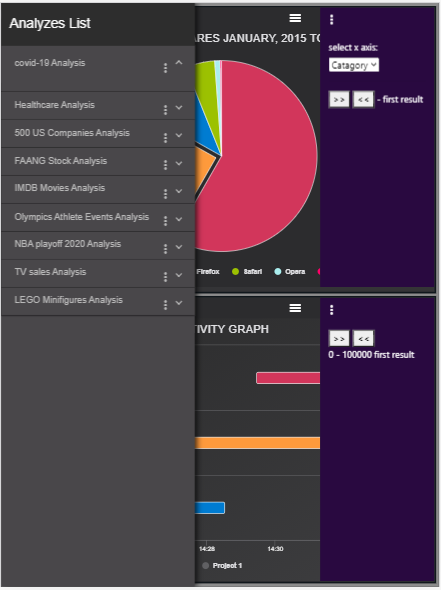 Analyzes List
covid-19 Analysis
Healthcare Analysis
500 US Companies Analysis
FAANG Stock Analysis
IMDB Movies Analysis
Olympics Athlete Events Analysis
NBA playoff 2020 Analysis
TV sales Analysis
LEGO Minifigures Analysis
ARES JANUARY, 2015 TO
Firefox Safari Opera
select x axis:
Catagory
>> << - first result
TIVITY GRAPH
14:28 14:30
Project 1
>> <<
0 - 100000 first result